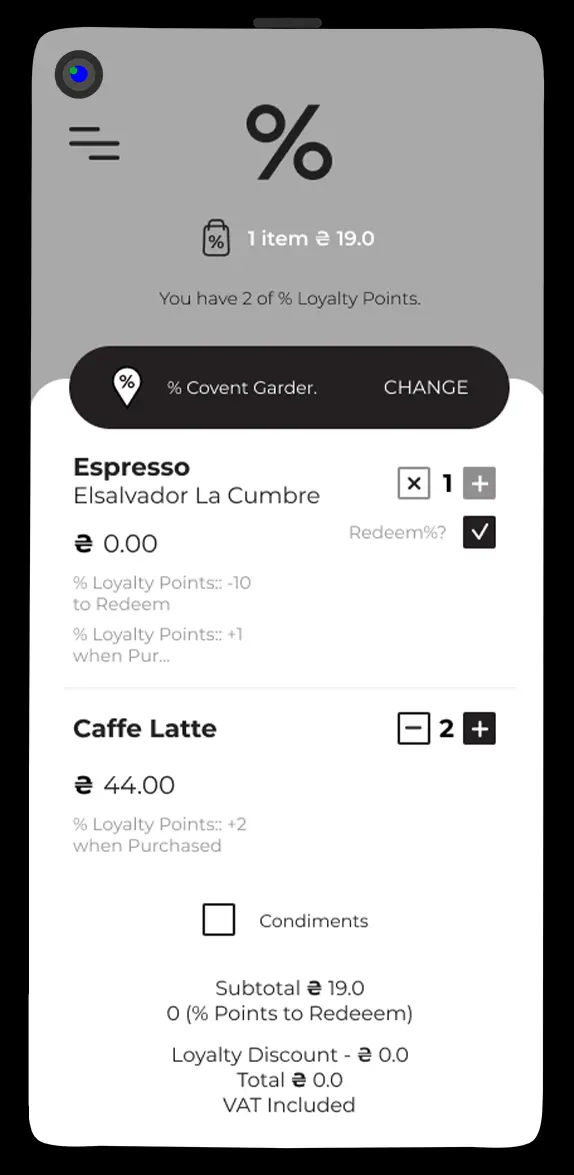 %
% 1 item ₴ 19.0
You have 2 of % Loyalty Points.
% % Covent Garder. CHANGE
Espresso
Elsalvador La Cumbre
1 +
₴ 0.00
Redeem%?
% Loyalty Points:: -10
to Redeem
% Loyalty Points:: +1
when Pur...
Caffe Latte
− 2 +
₴ 44.00
% Loyalty Points:: +2
when Purchased
Condiments
Subtotal ₴ 19.0
0 (% Points to Redeeem)
Loyalty Discount - ₴ 0.0
Total ₴ 0.0
VAT Included